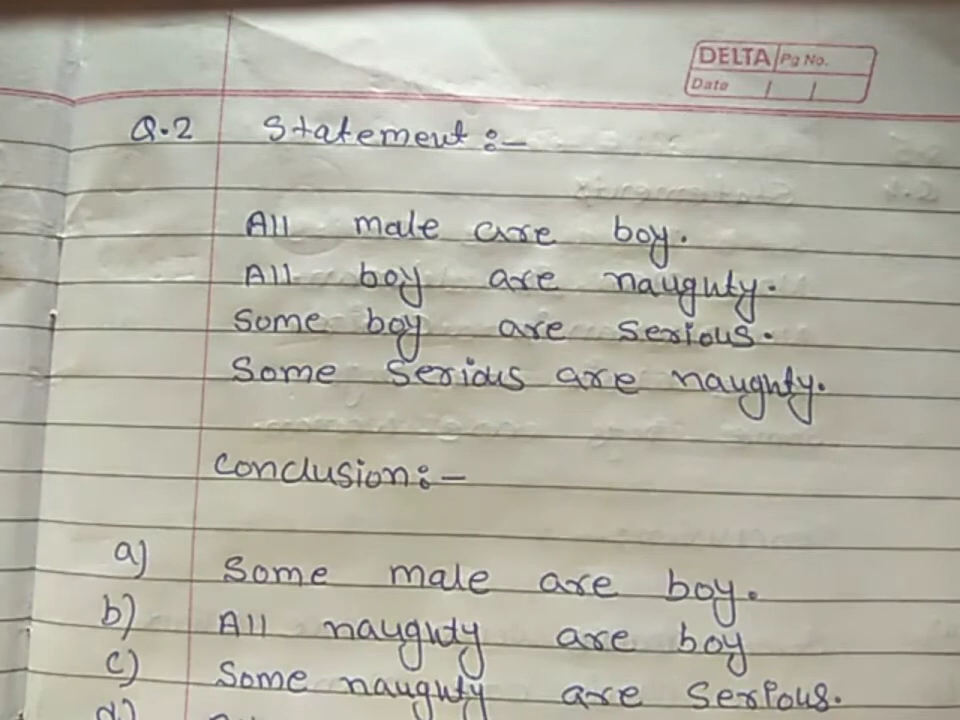 DELTA Pg No.
Date / /
Q.2 Statement :-
All male are boy.
All boy are naughty.
Some boy are serious.
Some serious are naughty.
Conclusion :-
a) Some male are boy.
b) All naughty are boy
c) Some naughty are serious.
d)